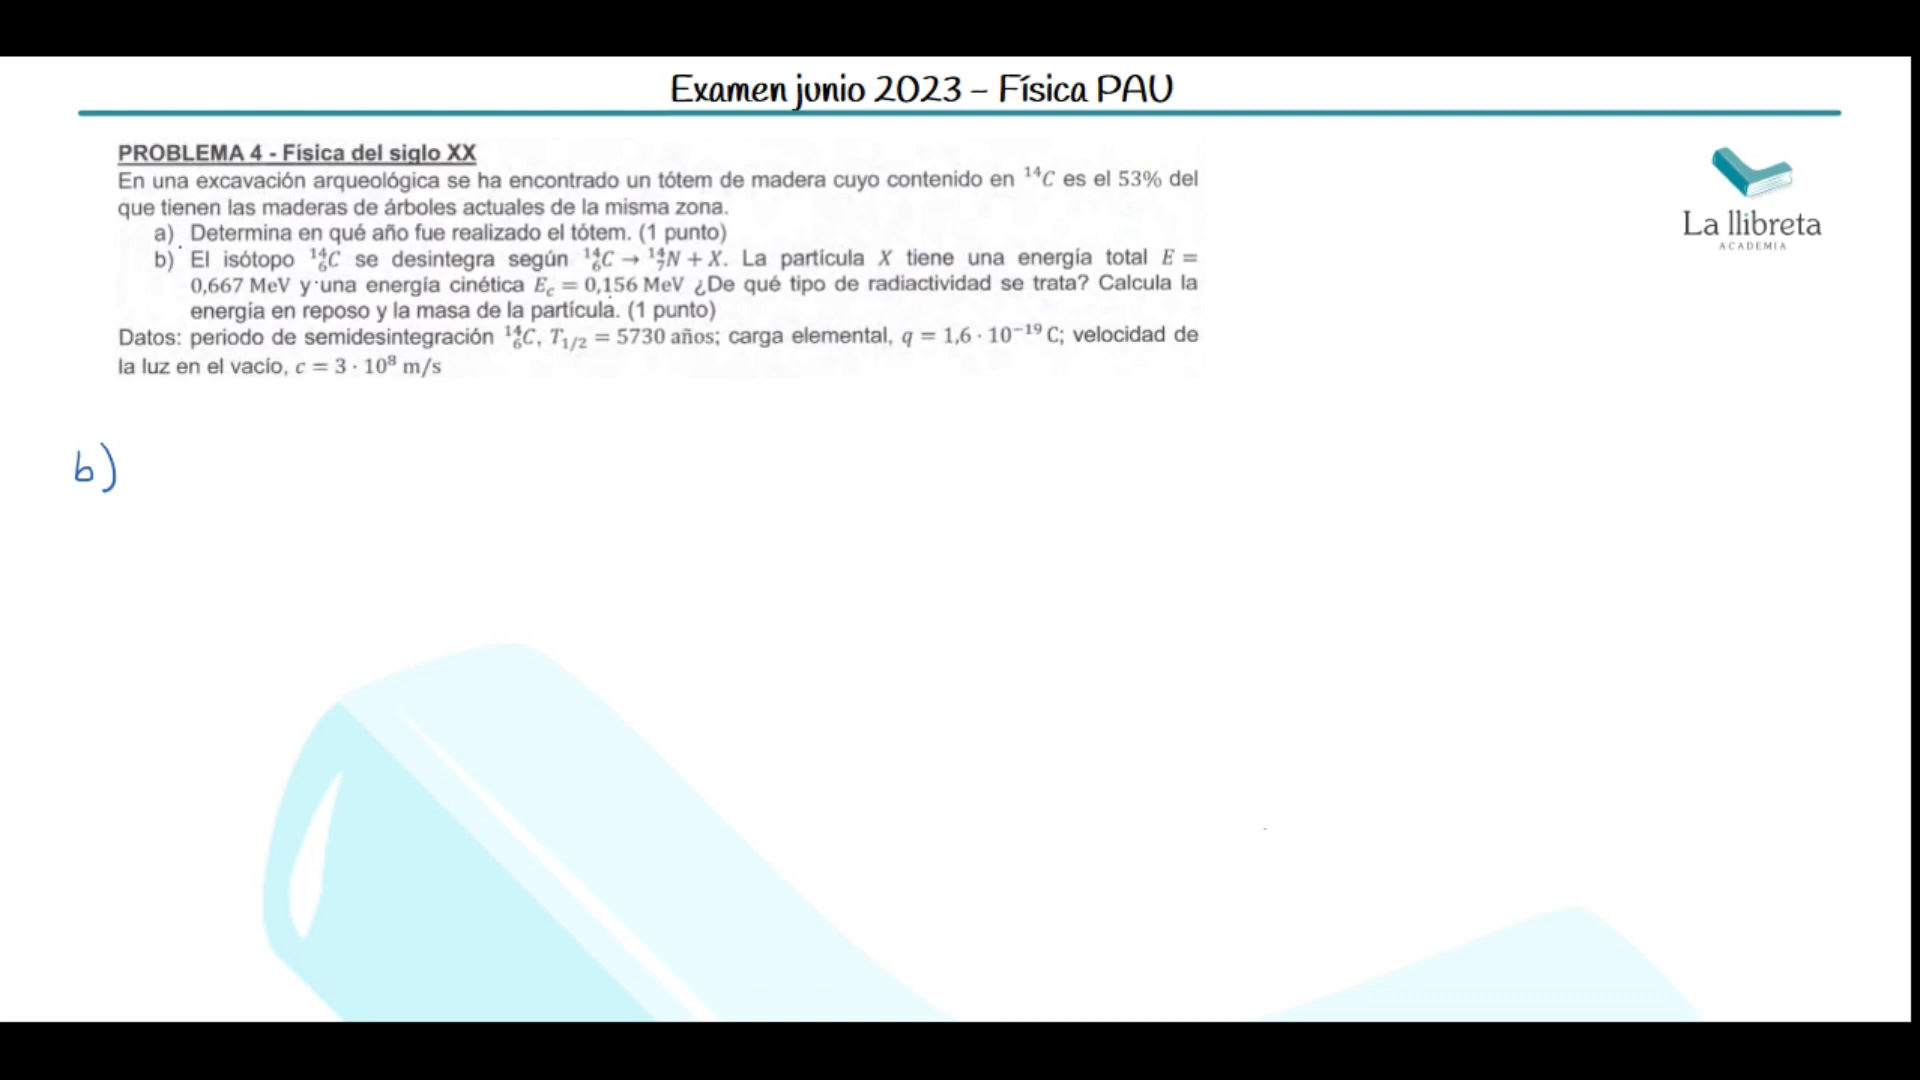 Examen junio 2023 – Física PAU
PROBLEMA 4 - Física del siglo XX
En una excavación arqueológica se ha encontrado un tótem de madera cuyo contenido en ¹⁴C es el 53% del
que tienen las maderas de árboles actuales de la misma zona.
a) Determina en qué año fue realizado el tótem. (1 punto)
b) El isótopo ¹⁴₆C se desintegra según ¹⁴₆C → ¹⁴₇N + X. La partícula X tiene una energía total E =
0,667 MeV y una energía cinética E꜀ = 0,156 MeV ¿De qué tipo de radiactividad se trata? Calcula la
energía en reposo y la masa de la partícula. (1 punto)
Datos: periodo de semidesintegración ¹⁴₆C, T₁/₂ = 5730 años; carga elemental, q = 1,6 · 10⁻¹⁹ C; velocidad de
la luz en el vacío, c = 3 · 10⁸ m/s
La llibreta
ACADEMIA
b)